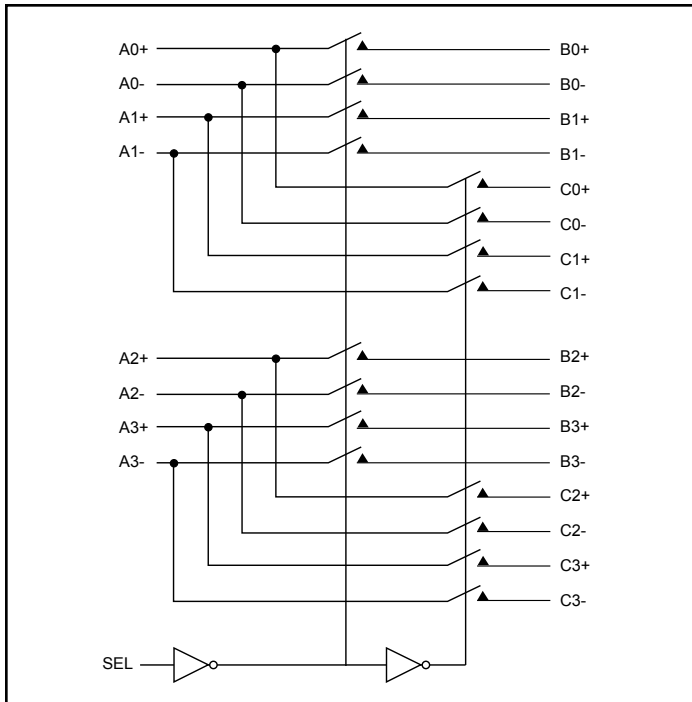 A0+ B0+
A0- B0-
A1+ B1+
A1- B1-
C0+
C0-
C1+
C1-
A2+ B2+
A2- B2-
A3+ B3+
A3- B3-
C2+
C2-
C3+
C3-
SEL